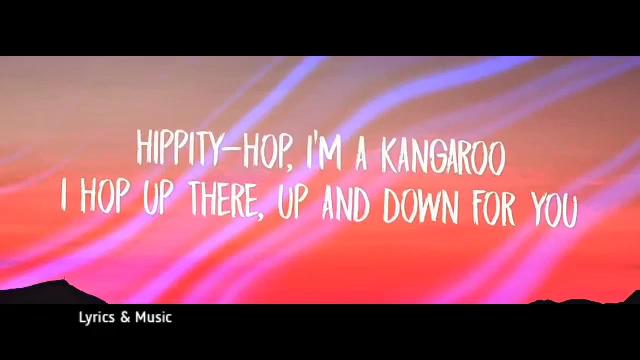 HIPPITY-HOP, I'M A KANGAROO
I HOP UP THERE, UP AND DOWN FOR YOU
Lyrics & Music